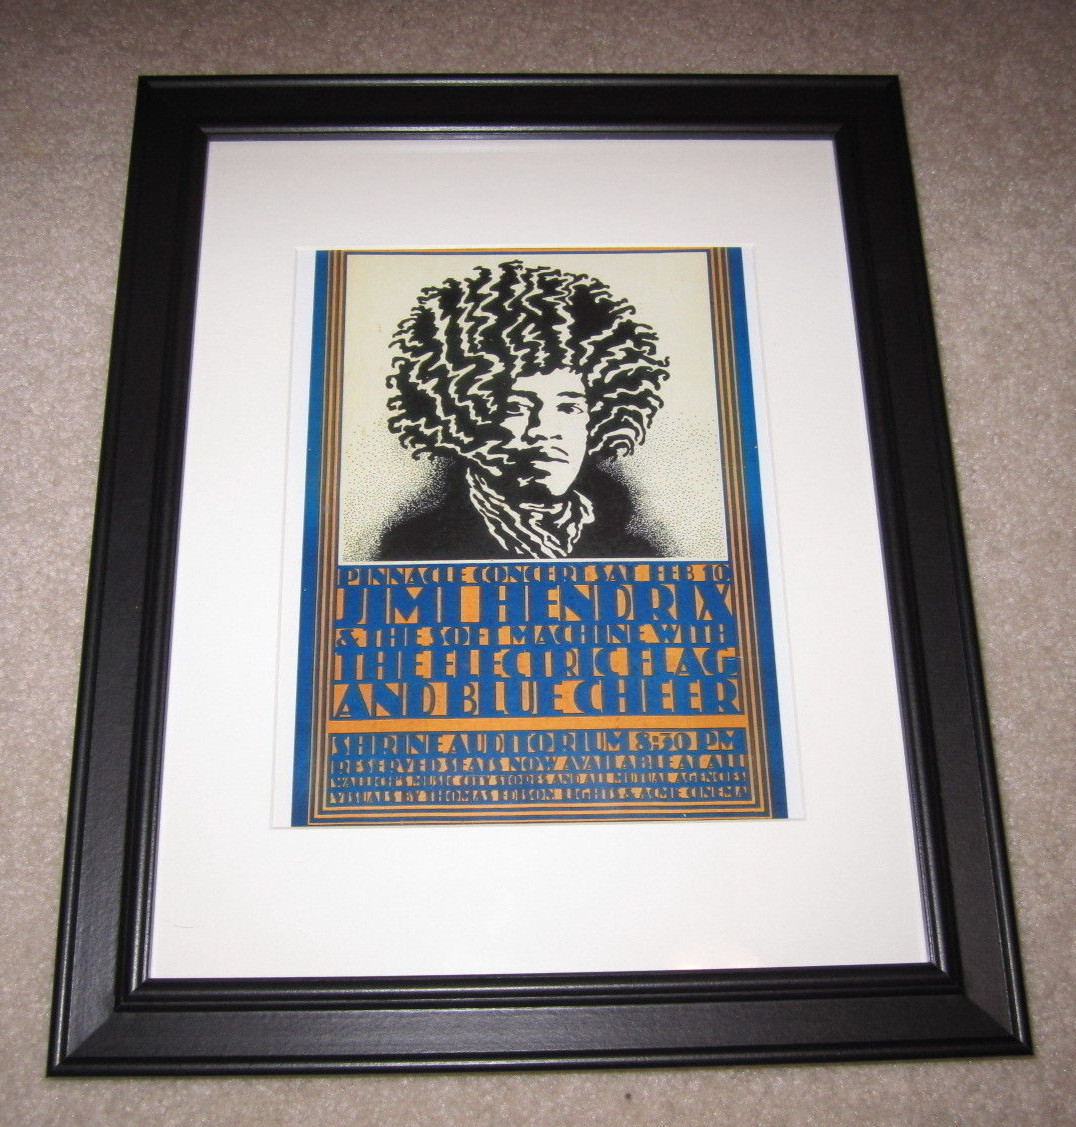 PINNACLE CONCERT SAT FEB 10
JIMI HENDRIX
& THE SOFT MACHINE WITH
THE ELECTRIC FLAG
AND BLUE CHEER
SHRINE AUDITORIUM 8:30 PM
RESERVED SEATS NOW AVAILABLE AT ALL
WALLICH'S MUSIC CITY STORES AND ALL MUTUAL AGENCIES
VISUALS BY THOMAS EDISON LIGHTS & ACME CINEMA